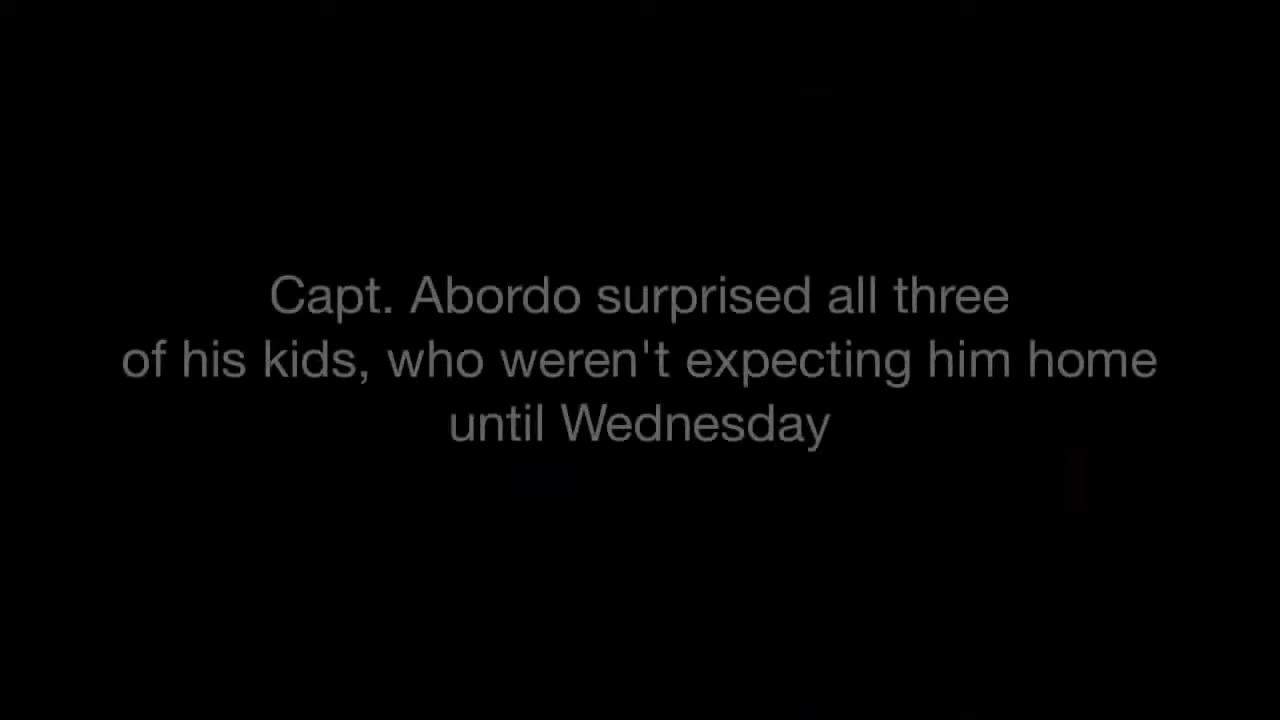 Capt. Abordo surprised all three
of his kids, who weren't expecting him home
until Wednesday